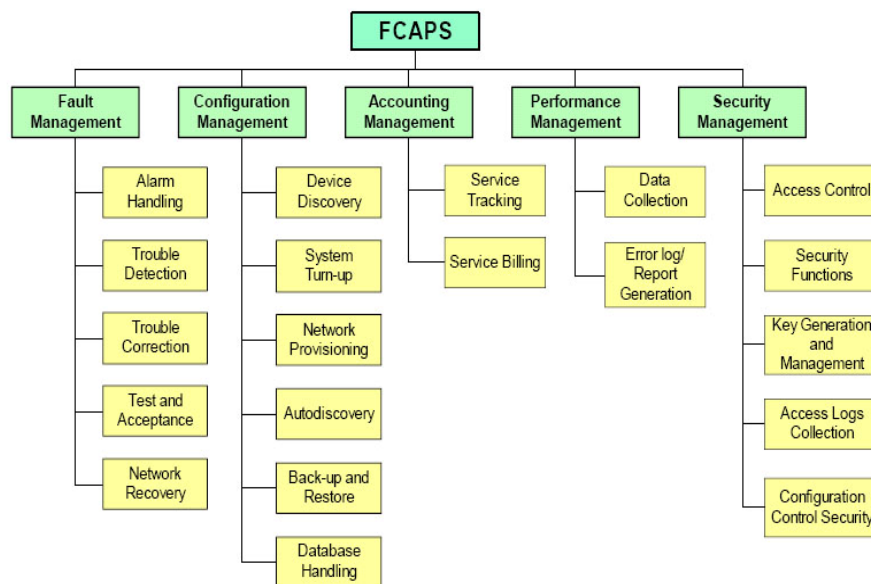 FCAPS
Fault
Management
Configuration
Management
Accounting
Management
Performance
Management
Security
Management
Alarm
Handling
Trouble
Detection
Trouble
Correction
Test and
Acceptance
Network
Recovery
Device
Discovery
System
Turn-up
Network
Provisioning
Autodiscovery
Back-up and
Restore
Database
Handling
Service
Tracking
Service Billing
Data
Collection
Error log/
Report
Generation
Access Control
Security
Functions
Key Generation
and
Management
Access Logs
Collection
Configuration
Control Security